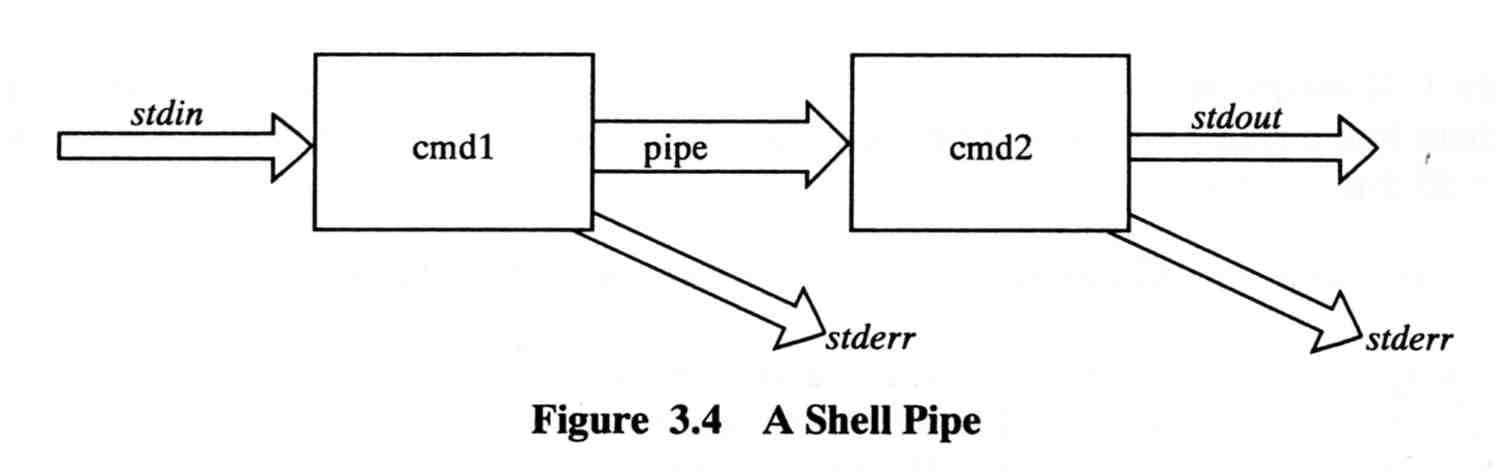 stdin
cmd1
pipe
cmd2
stdout
stderr
stderr
Figure 3.4 A Shell Pipe